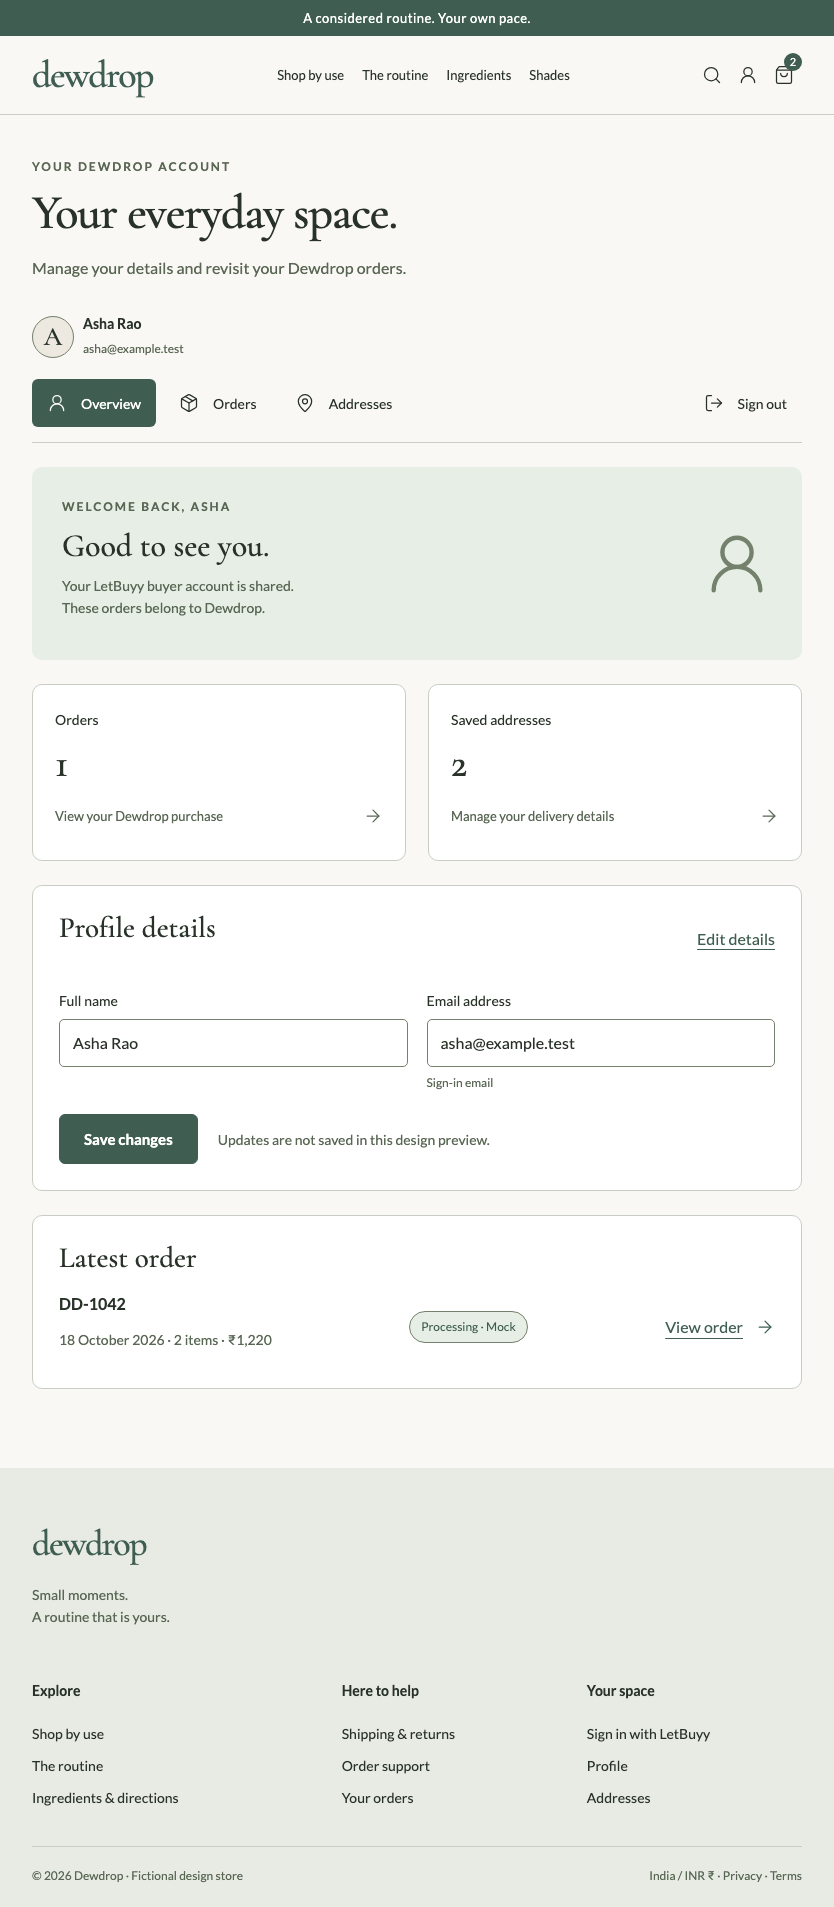 A considered routine. Your own pace.
dewdrop
Shop by use The routine Ingredients Shades
2
YOUR DEWDROP ACCOUNT
Your everyday space.
Manage your details and revisit your Dewdrop orders.
A
Asha Rao
asha@example.test
Overview Orders Addresses Sign out
WELCOME BACK, ASHA
Good to see you.
Your LetBuyy buyer account is shared.
These orders belong to Dewdrop.
Orders
1
View your Dewdrop purchase
Saved addresses
2
Manage your delivery details
Profile details
Edit details
Full name
Asha Rao
Email address
asha@example.test
Sign-in email
Save changes
Updates are not saved in this design preview.
Latest order
DD-1042
18 October 2026 · 2 items · ₹1,220
Processing · Mock
View order
dewdrop
Small moments.
A routine that is yours.
Explore
Shop by use
The routine
Ingredients & directions
Here to help
Shipping & returns
Order support
Your orders
Your space
Sign in with LetBuyy
Profile
Addresses
© 2026 Dewdrop · Fictional design store
India / INR ₹ · Privacy · Terms